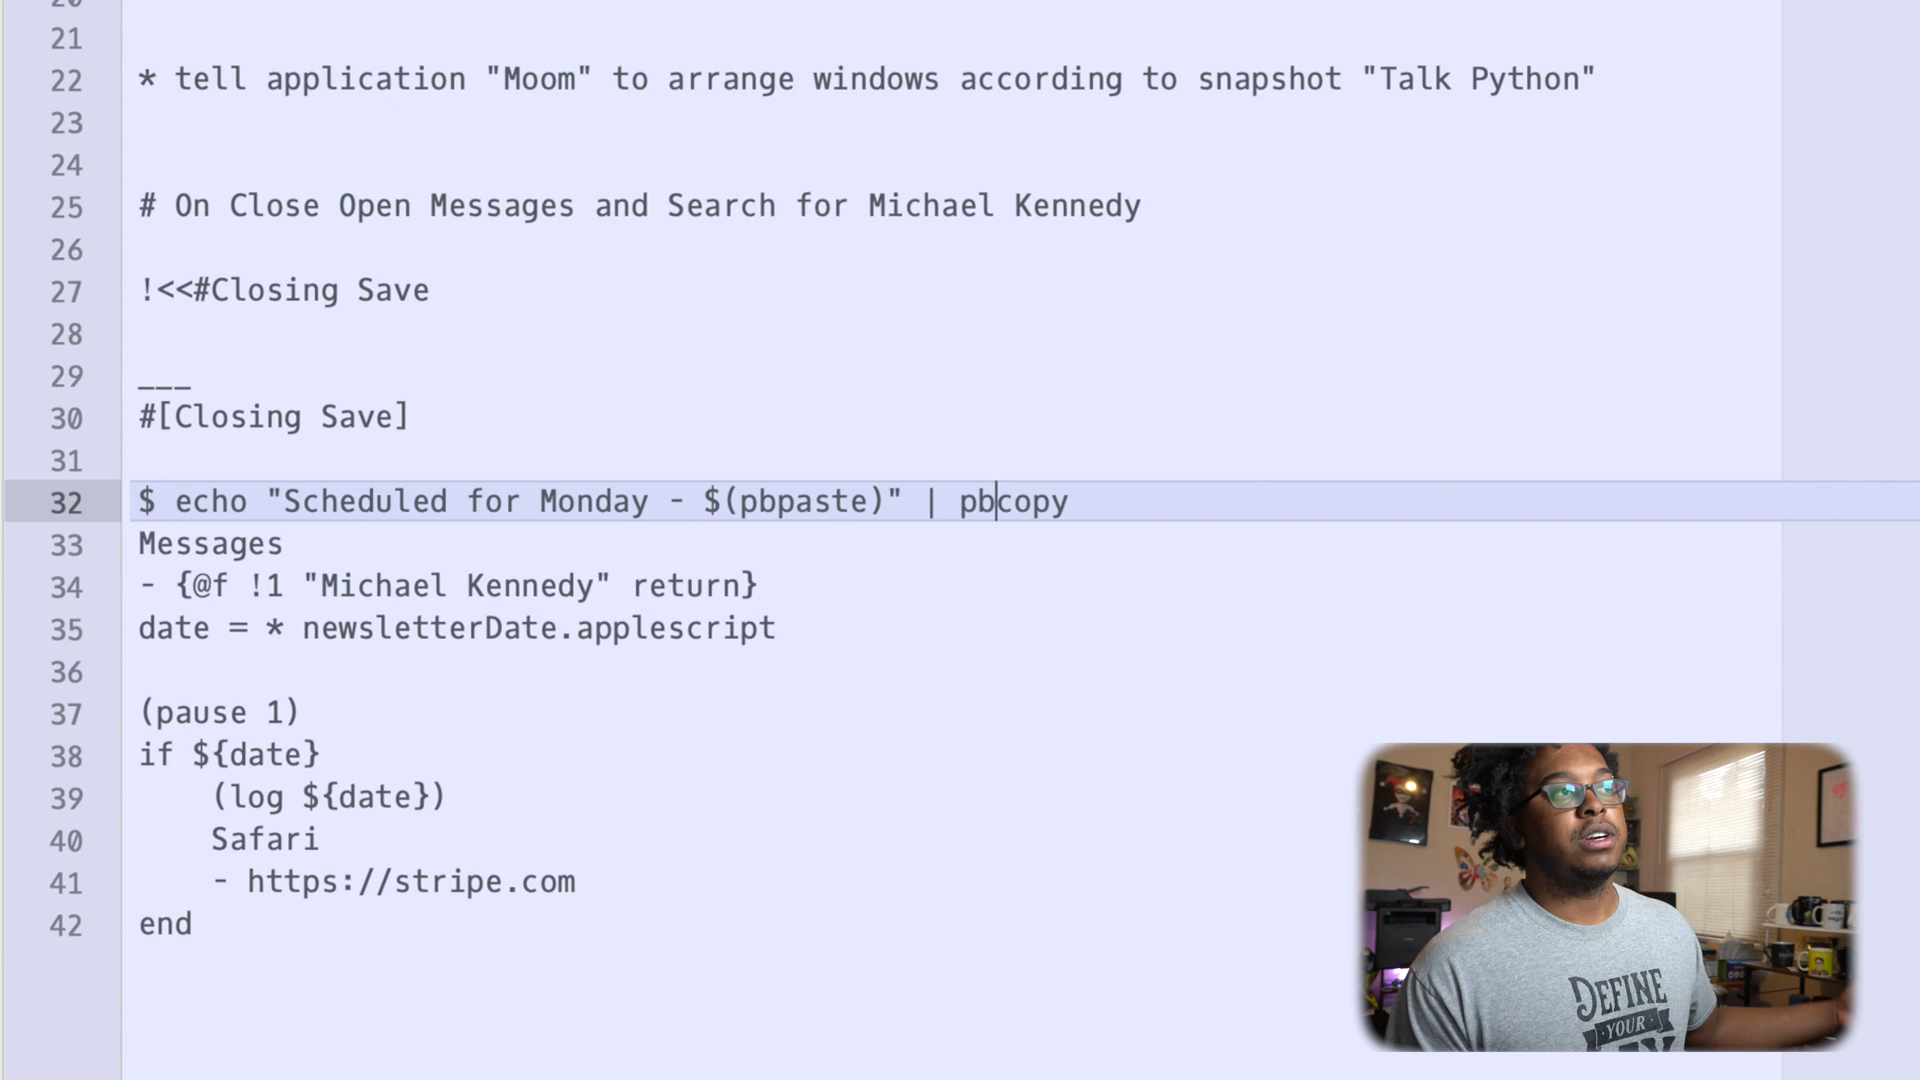 20
21
22 * tell application "Moom" to arrange windows according to snapshot "Talk Python"
23
24
25 # On Close Open Messages and Search for Michael Kennedy
26
27 !<<#Closing Save
28
29 ___
30 #[Closing Save]
31
32 $ echo "Scheduled for Monday - $(pbpaste)" | pbcopy
33 Messages
34 - {@f !1 "Michael Kennedy" return}
35 date = * newsletterDate.applescript
36
37 (pause 1)
38 if ${date}
39 (log ${date})
40 Safari
41 - https://stripe.com
42 end
DEFINE
YOUR